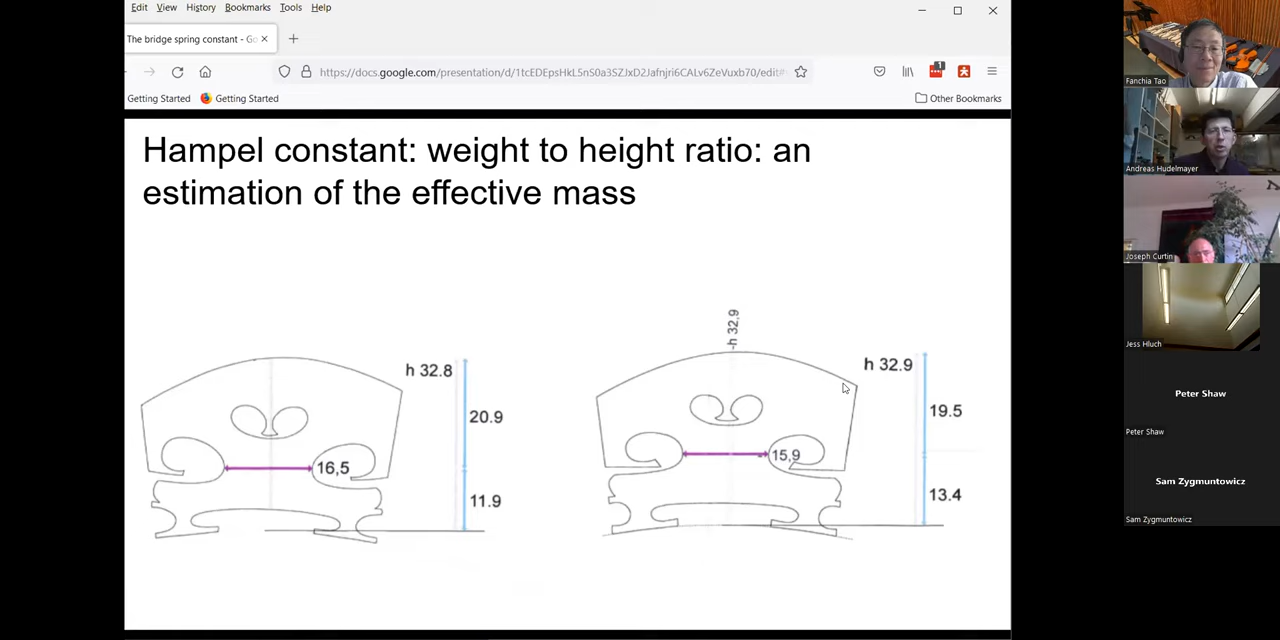 Edit View History Bookmarks Tools Help
The bridge spring constant - Go
https://docs.google.com/presentation/d/1tcEDEpsHkL5nS0a3SZJxD2Jafnjri6CALv6ZeVuxb70/edit#
1
Getting Started Getting Started Other Bookmarks
Hampel constant: weight to height ratio: an
estimation of the effective mass
h 32.8
20.9
16,5
11.9
h 32,9
h 32.9
19.5
15,9
13.4
Fanchia Tao
Andreas Hudelmayer
Joseph Curtin
Jess Hluch
Peter Shaw
Peter Shaw
Sam Zygmuntowicz
Sam Zygmuntowicz